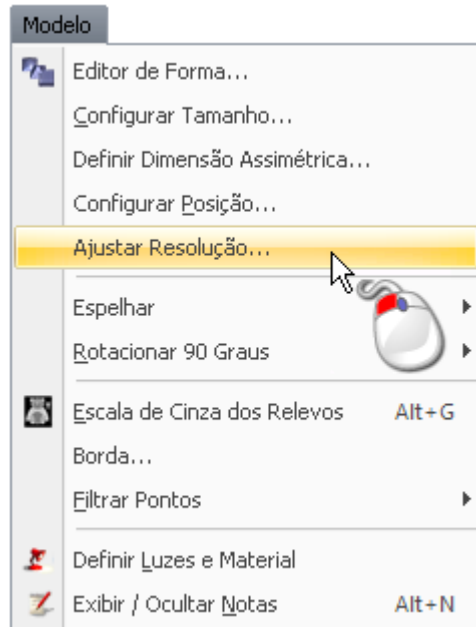 Modelo
Editor de Forma...
Configurar Tamanho...
Definir Dimensão Assimétrica...
Configurar Posição...
Ajustar Resolução...
Espelhar
Rotacionar 90 Graus
Escala de Cinza dos Relevos Alt+G
Borda...
Filtrar Pontos
Definir Luzes e Material
Exibir / Ocultar Notas Alt+N